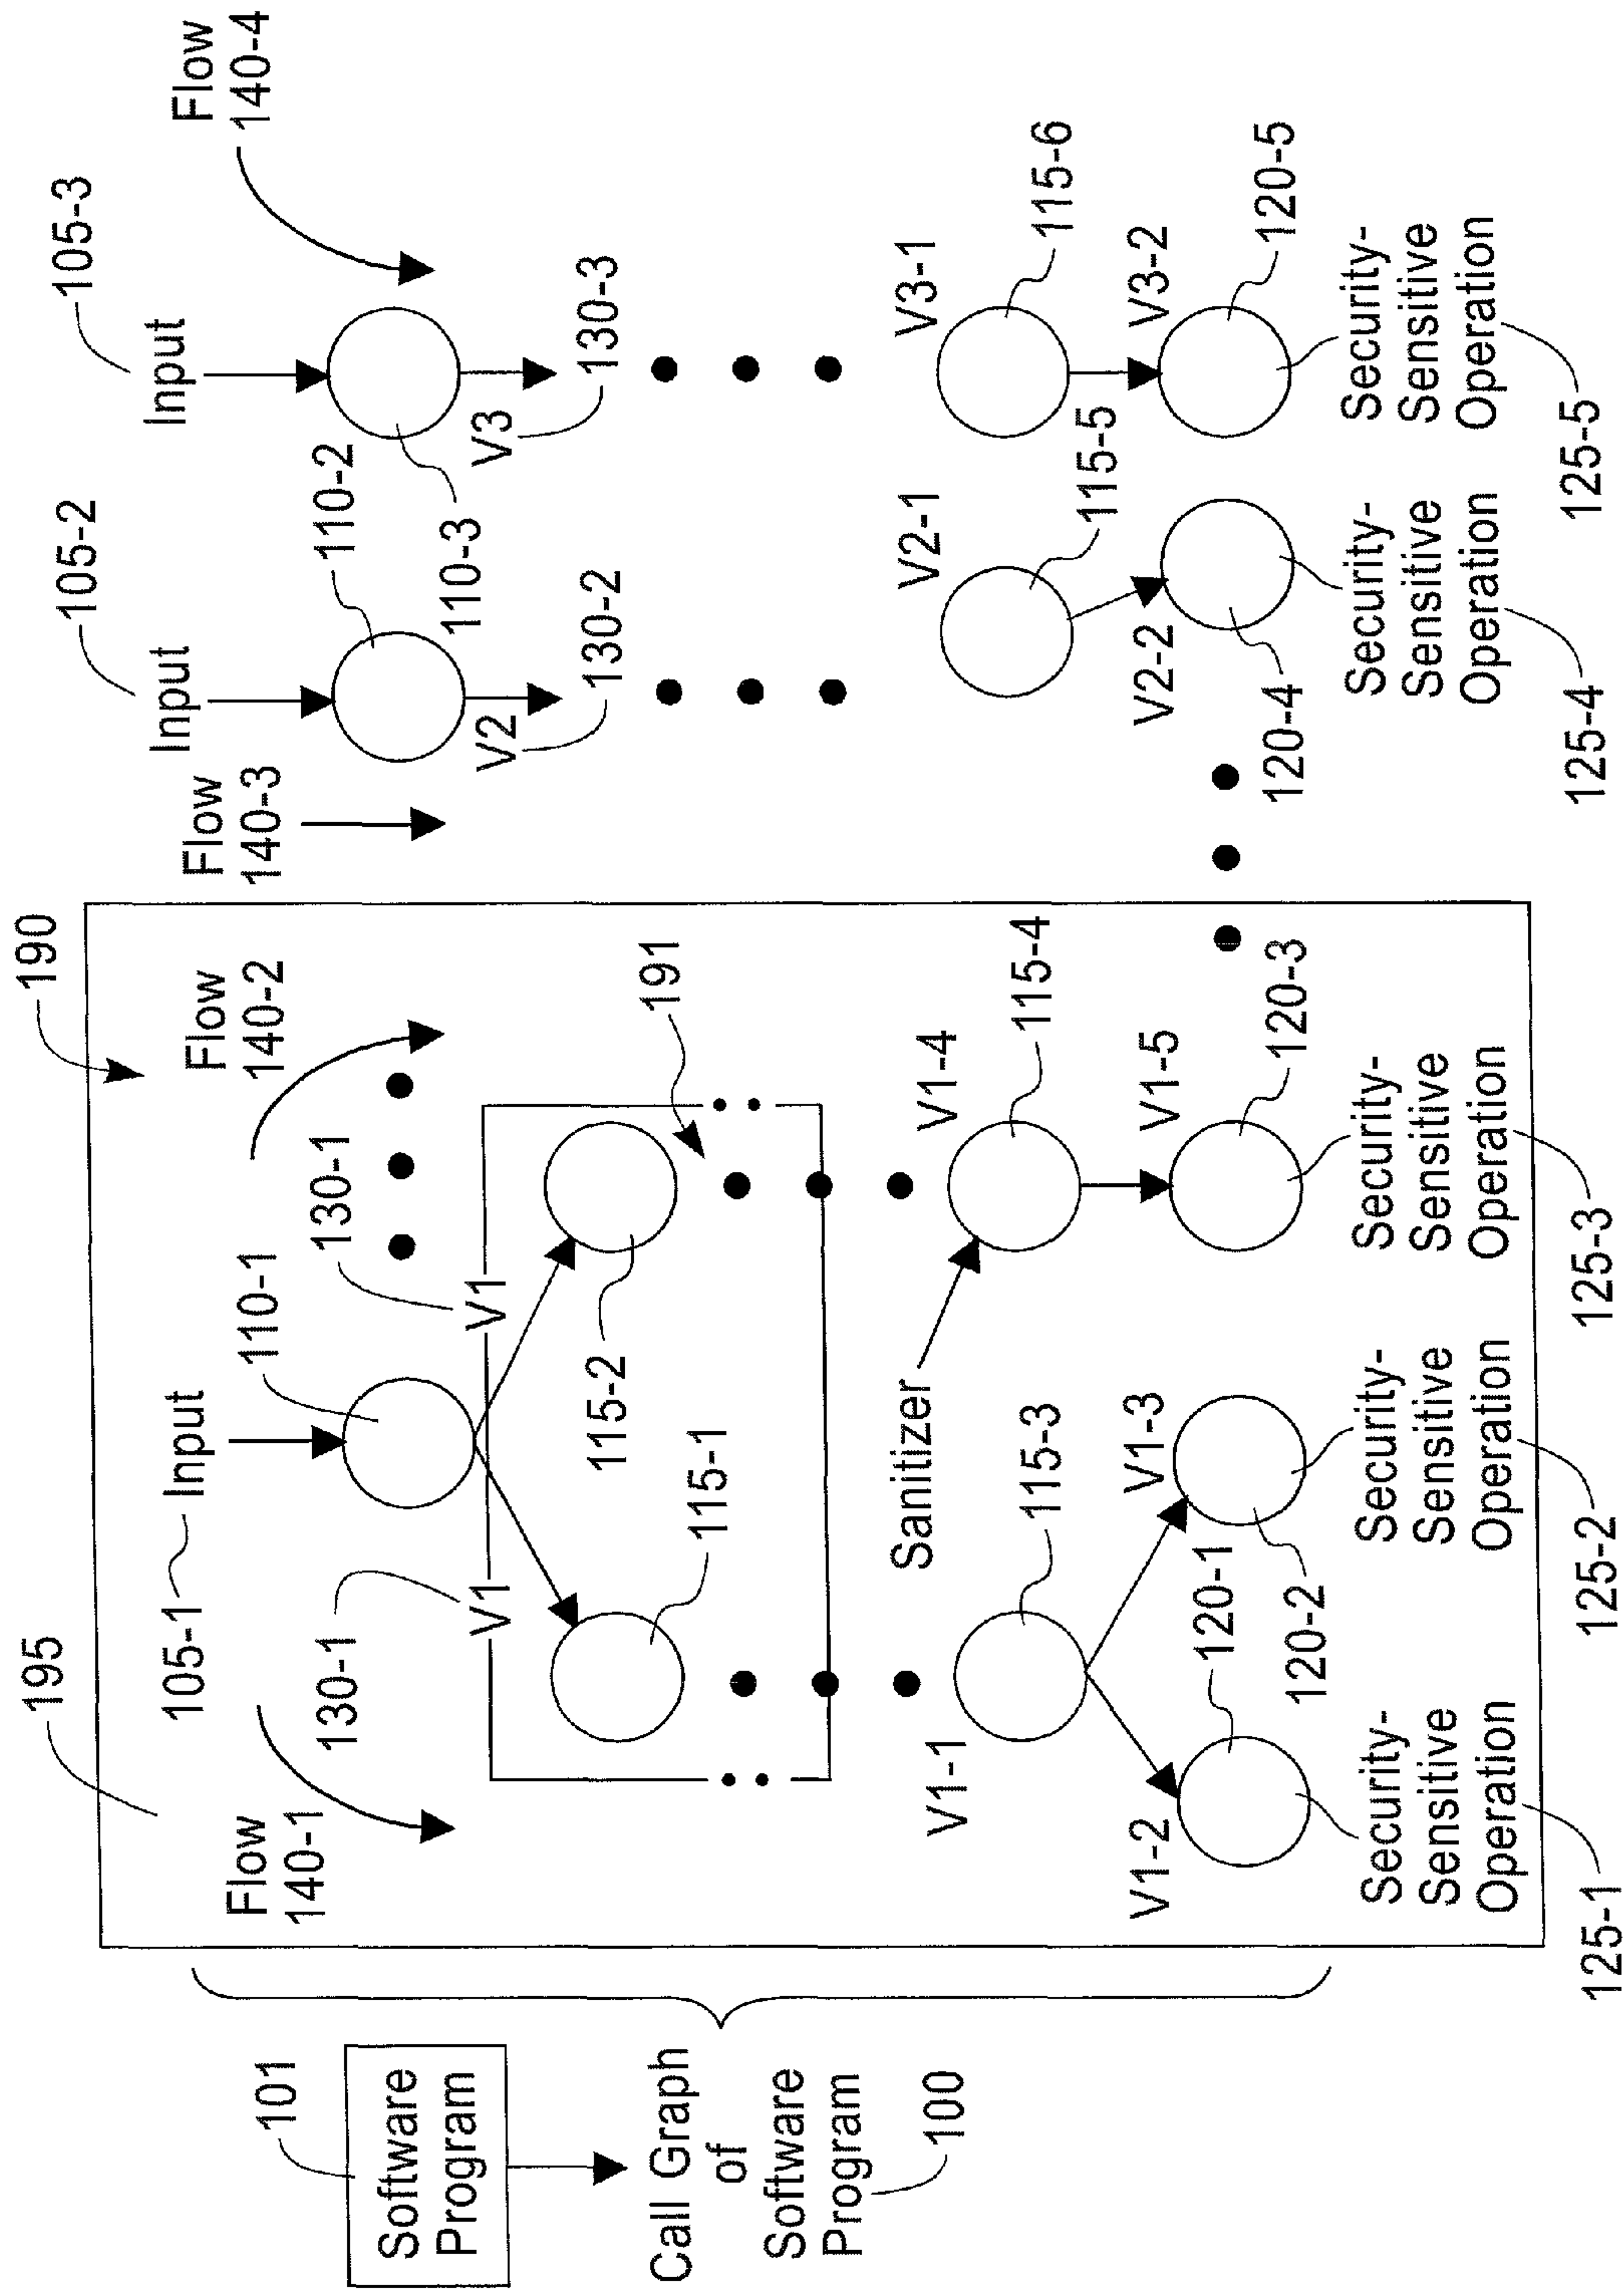 101
Software
Program
Call Graph
of
Software
Program
100
195
190
105-1
Input
110-1
Flow
140-1
Flow
140-2
130-1
130-1
V1
V1
115-1
115-2
191
Sanitizer
V1-1
115-3
V1-4
115-4
V1-2
120-1
V1-3
120-2
V1-5
120-3
Security-
Sensitive
Operation
125-1
Security-
Sensitive
Operation
125-2
Security-
Sensitive
Operation
125-3
105-2
Input
110-2
Flow
140-3
V2
130-2
V2-1
115-5
V2-2
120-4
Security-
Sensitive
Operation
125-4
105-3
Input
110-3
Flow
140-4
V3
130-3
V3-1
115-6
V3-2
120-5
Security-
Sensitive
Operation
125-5